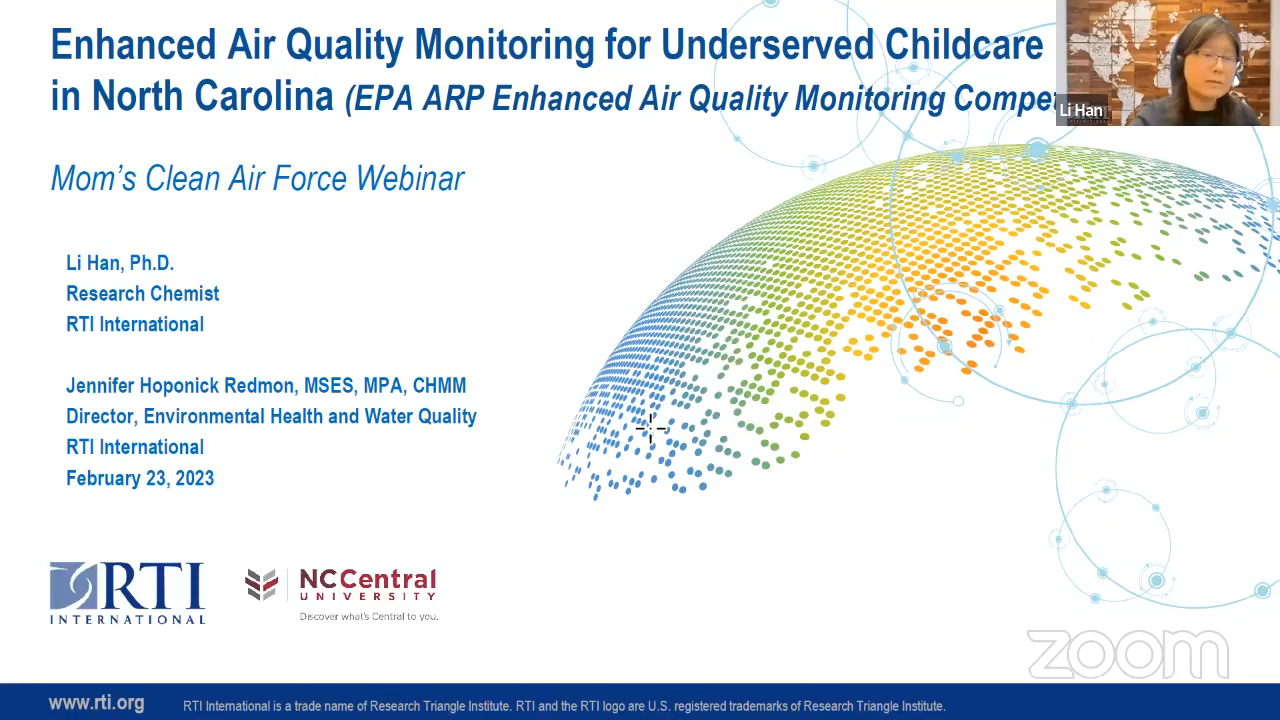 Enhanced Air Quality Monitoring for Underserved Childcare
in North Carolina (EPA ARP Enhanced Air Quality Monitoring Compet
Li Han
Mom's Clean Air Force Webinar
Li Han, Ph.D.
Research Chemist
RTI International
Jennifer Hoponick Redmon, MSES, MPA, CHMM
Director, Environmental Health and Water Quality
RTI International
February 23, 2023
RTI
INTERNATIONAL
NCCentral
UNIVERSITY
Discover what's Central to you.
zoom
www.rti.org
RTI International is a trade name of Research Triangle Institute. RTI and the RTI logo are U.S. registered trademarks of Research Triangle Institute.